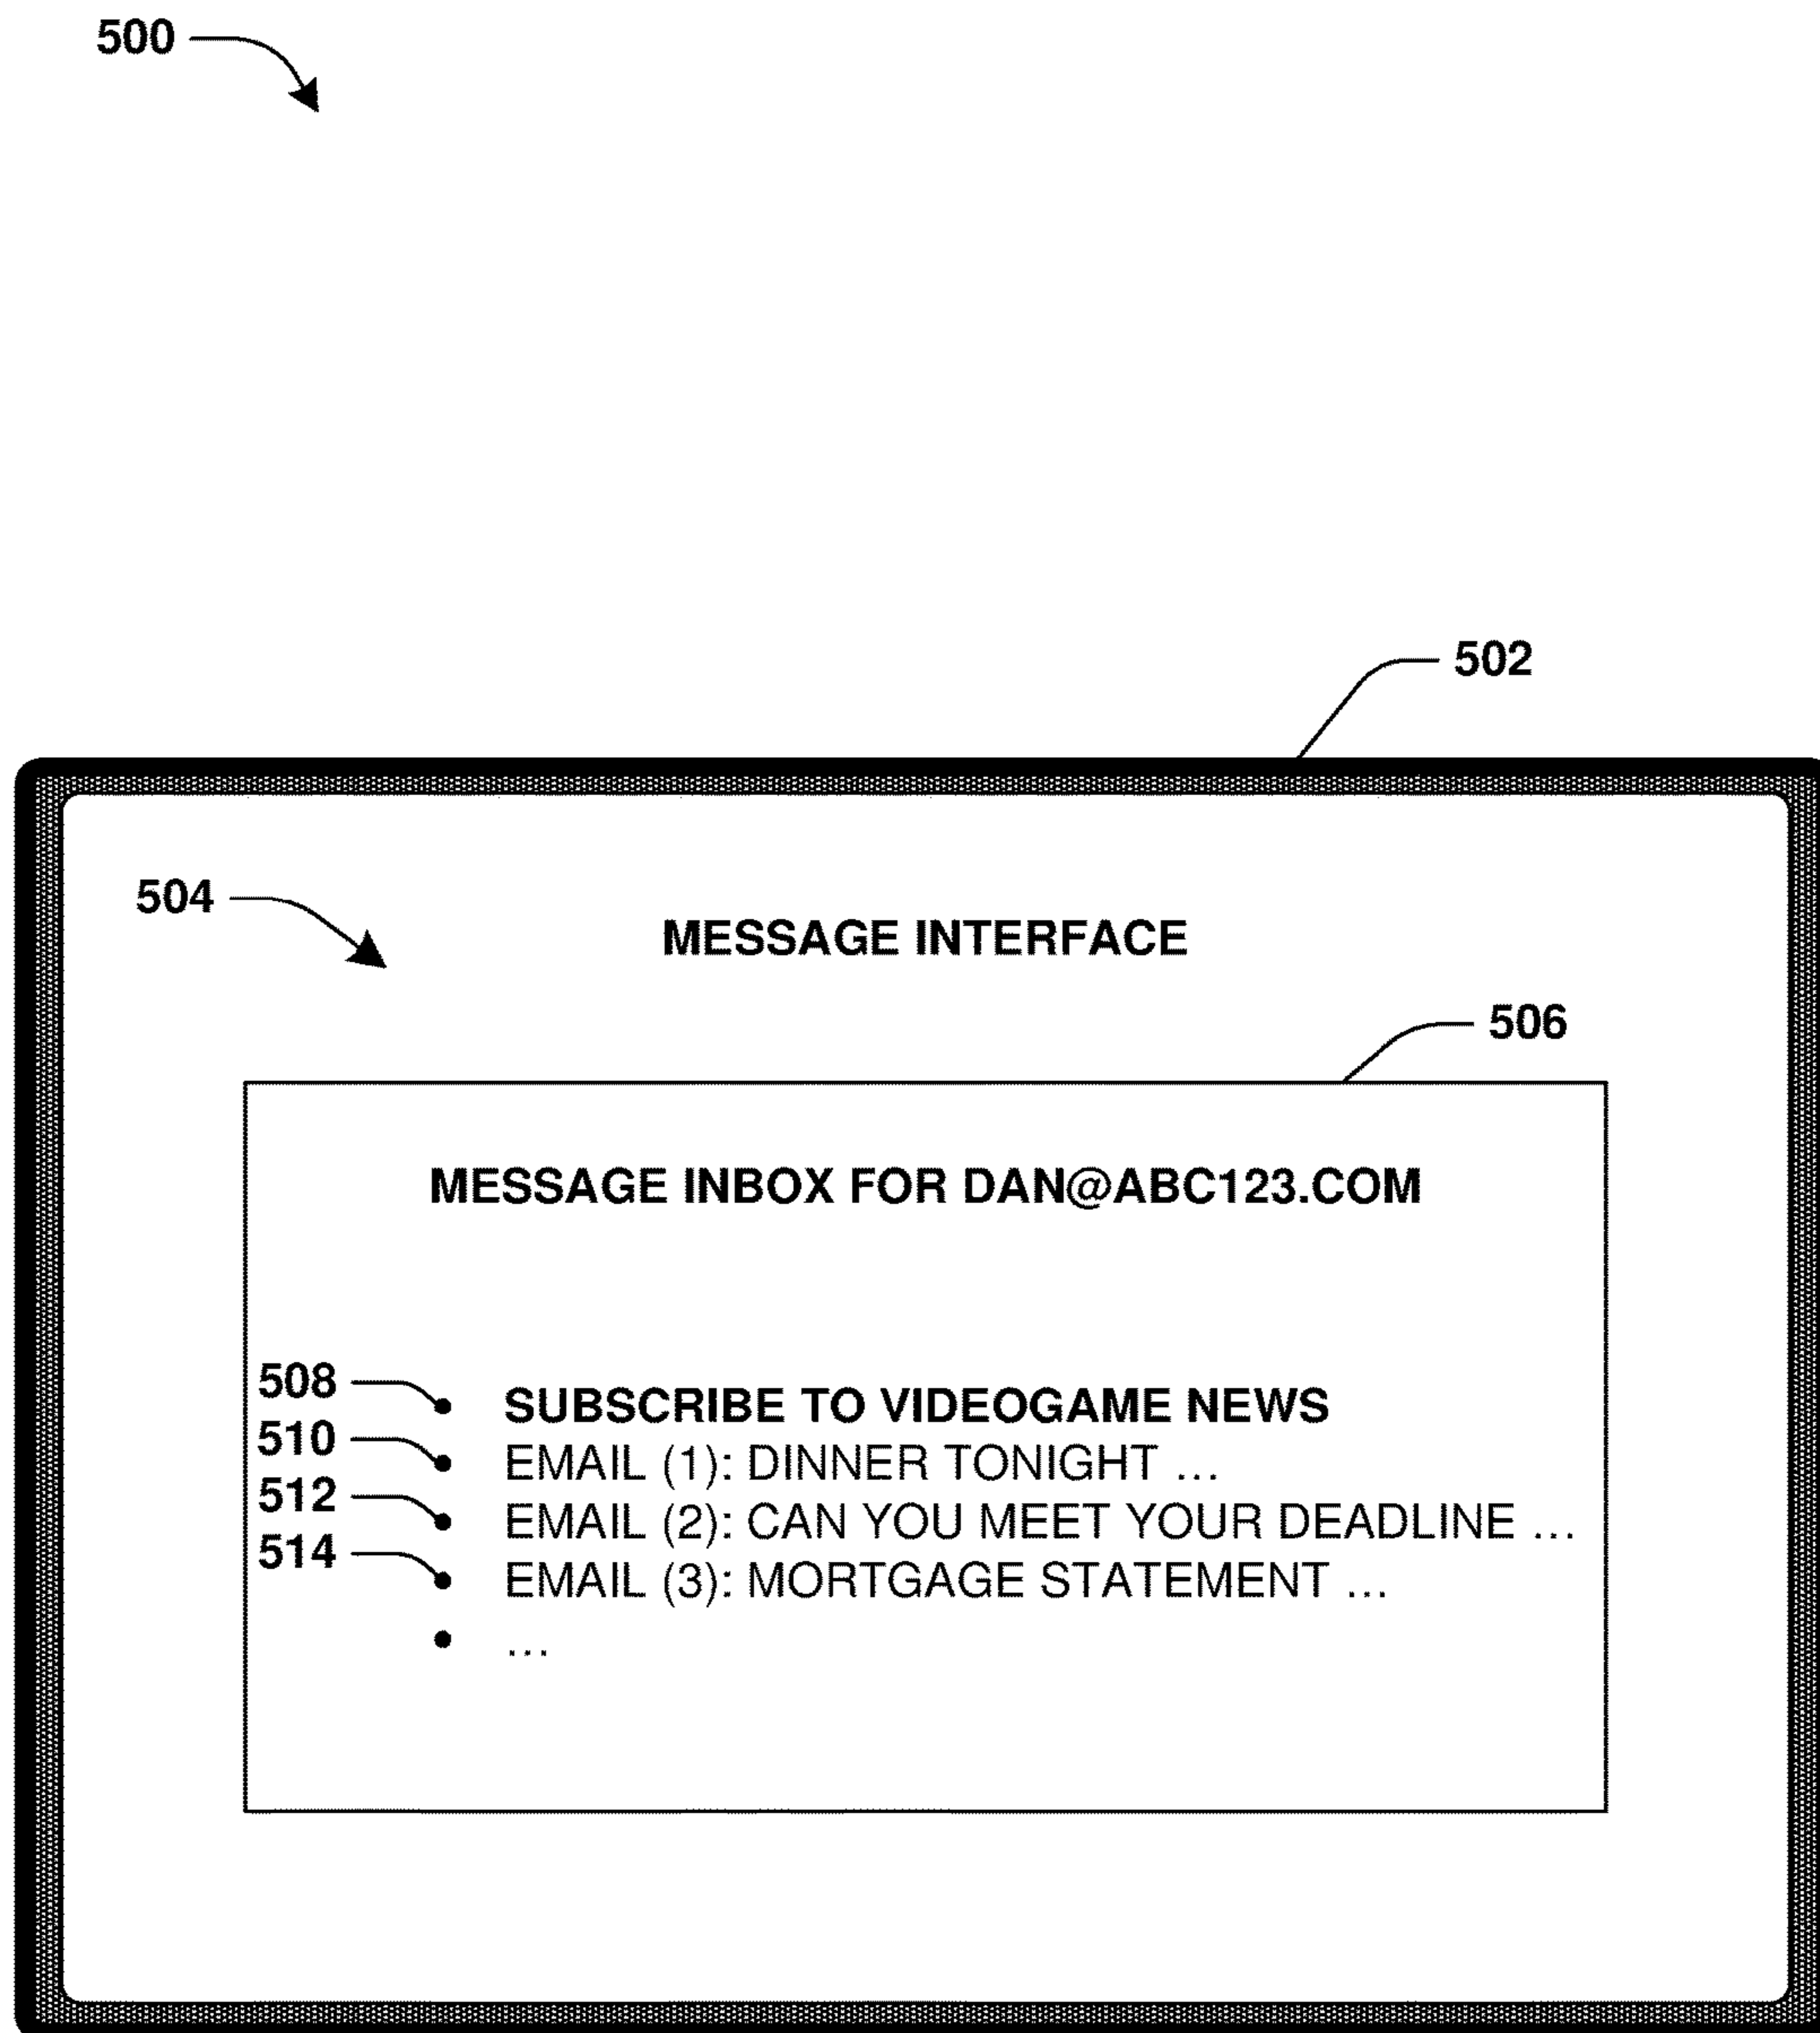 500
502
504
MESSAGE INTERFACE
506
MESSAGE INBOX FOR DAN@ABC123.COM
508
• SUBSCRIBE TO VIDEOGAME NEWS
510
• EMAIL (1): DINNER TONIGHT ...
512
• EMAIL (2): CAN YOU MEET YOUR DEADLINE ...
514
• EMAIL (3): MORTGAGE STATEMENT ...
• ...